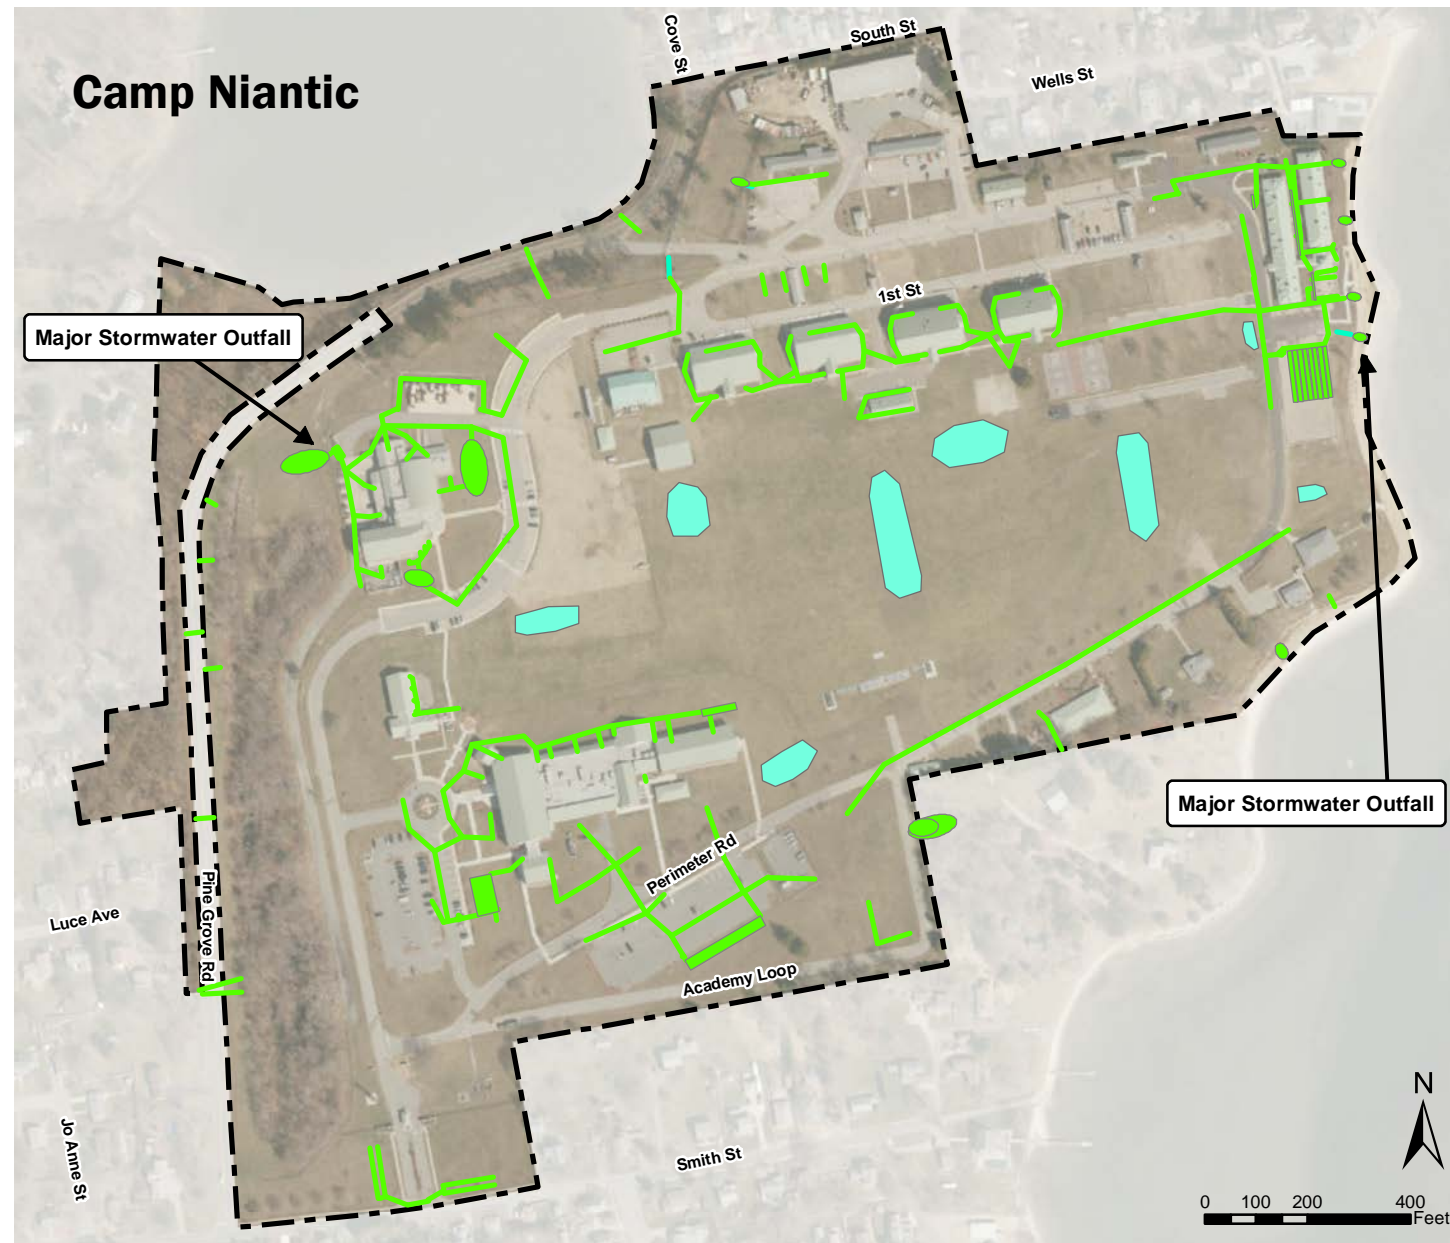 Cove St
South St
Wells St
Camp Niantic
1st St
Major Stormwater Outfall
Major Stormwater Outfall
Perimeter Rd
Pine Grove Rd
Luce Ave
Academy Loop
N
Jo Anne St
Smith St
0 100 200 400
Feet